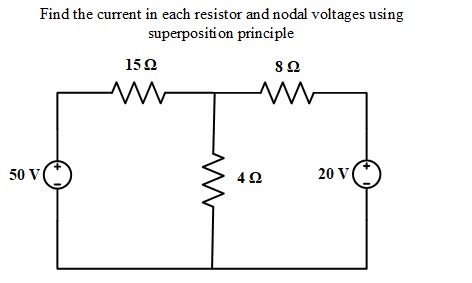 Find the current in each resistor and nodal voltages using
superposition principle
15 Ω
8 Ω
50 V
+
4 Ω
20 V
+